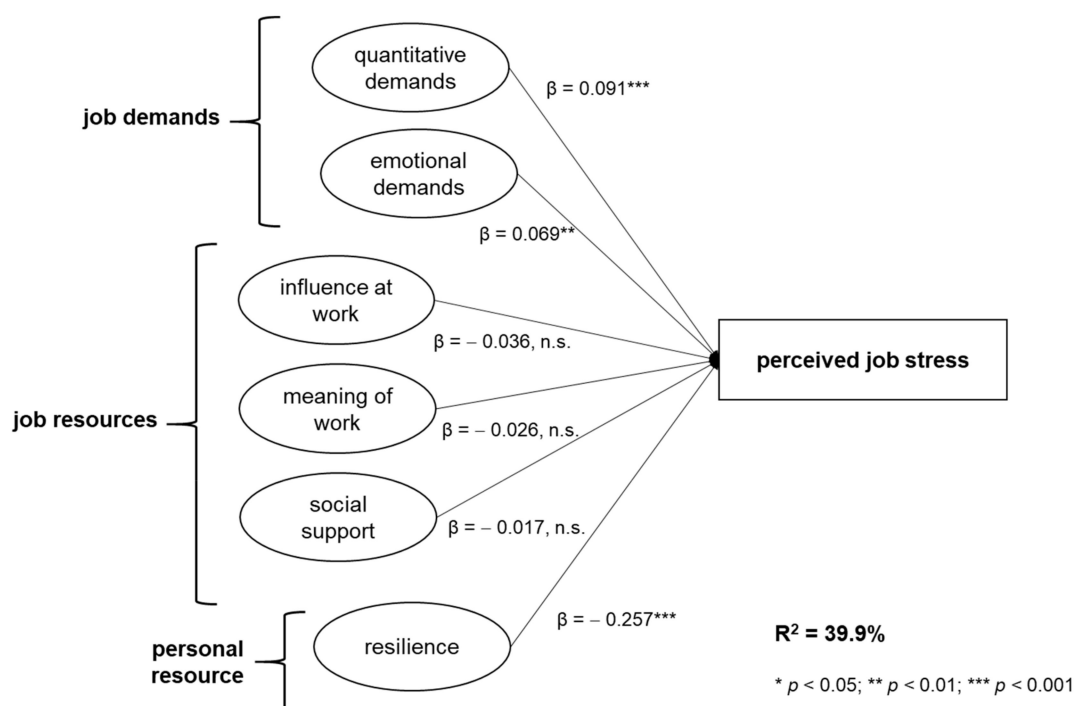 quantitative
demands
β = 0.091***
job demands
emotional
demands
β = 0.069**
influence at
work
β = – 0.036, n.s.
perceived job stress
meaning of
work
job resources
β = – 0.026, n.s.
social
support
β = – 0.017, n.s.
β = – 0.257***
resilience
personal
resource
R² = 39.9%
* p < 0.05; ** p < 0.01; *** p < 0.001